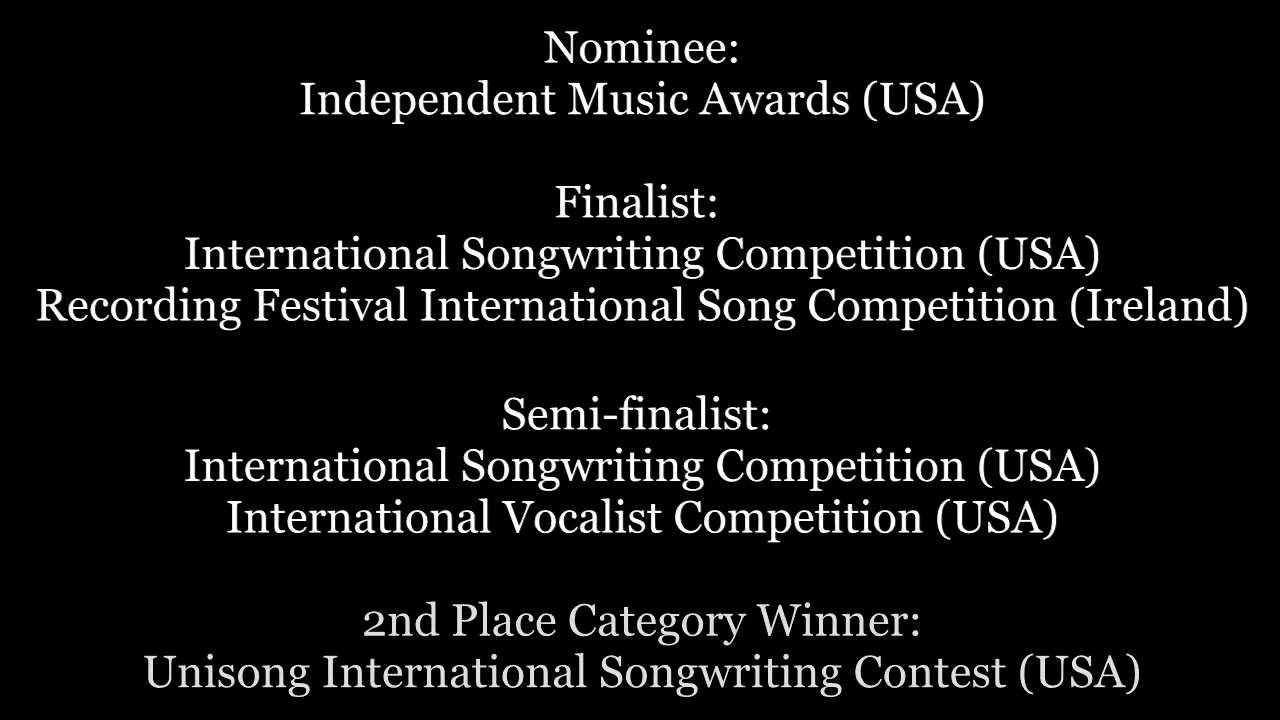 Nominee:
Independent Music Awards (USA)
Finalist:
International Songwriting Competition (USA)
Recording Festival International Song Competition (Ireland)
Semi-finalist:
International Songwriting Competition (USA)
International Vocalist Competition (USA)
2nd Place Category Winner:
Unisong International Songwriting Contest (USA)